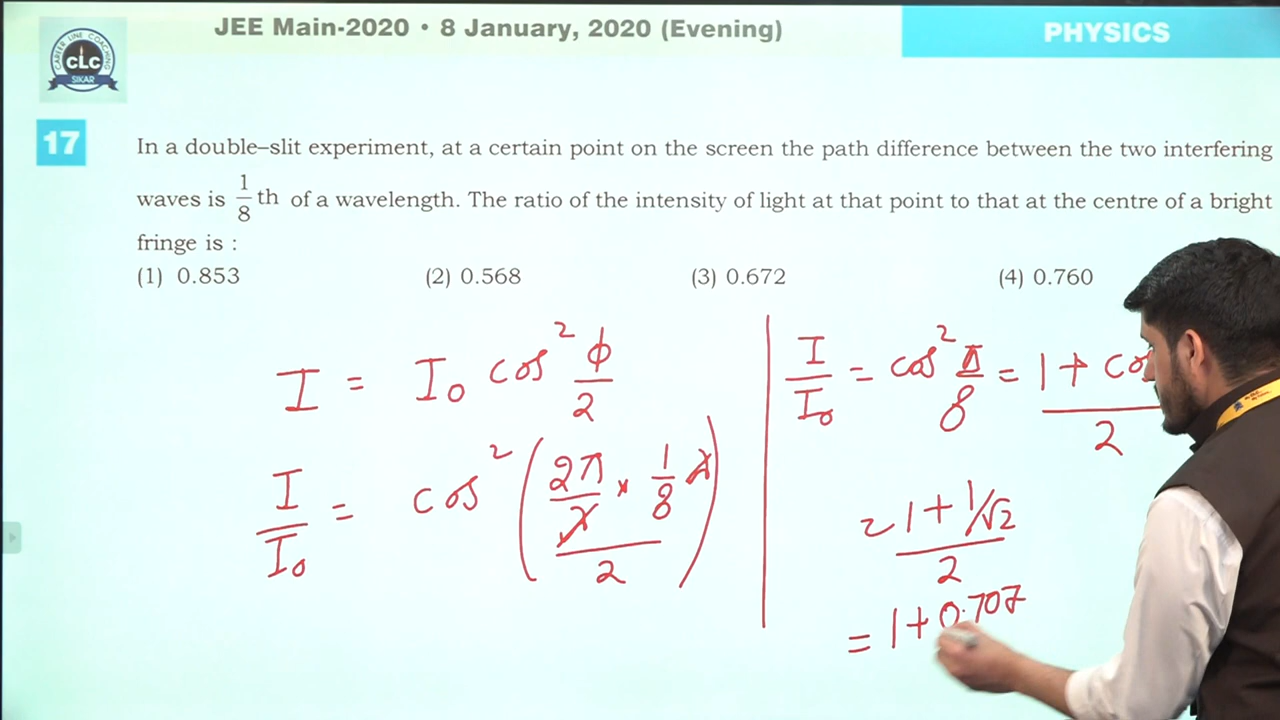 JEE Main-2020 • 8 January, 2020 (Evening)
PHYSICS
CAREER LINE COACHING
CLC
SIKAR
17
In a double–slit experiment, at a certain point on the screen the path difference between the two interfering
waves is 1/8 th of a wavelength. The ratio of the intensity of light at that point to that at the centre of a bright
fringe is :
(1) 0.853 (2) 0.568 (3) 0.672 (4) 0.760
I = I₀ cos² ϕ/2
I/I₀ = cos² ((2π/λ × 1/8 λ)/2)
I/I₀ = cos² π/8 = (1 + cos)/2
= (1 + 1/√2)/2
= 1 + 0.707